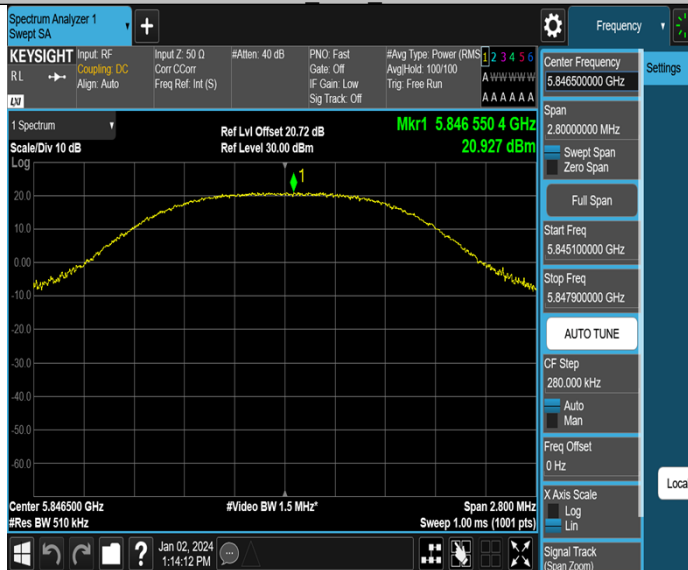 Spectrum Analyzer 1
Swept SA
Frequency
KEYSIGHT
RL
LXI
Input: RF
Coupling: DC
Align: Auto
Input Z: 50 Ω
Corr CCorr
Freq Ref: Int (S)
#Atten: 40 dB
PNO: Fast
Gate: Off
IF Gain: Low
Sig Track: Off
#Avg Type: Power (RMS
Avg|Hold: 100/100
Trig: Free Run
1 2 3 4 5 6
A W W W W W
A A A A A A
1 Spectrum
Scale/Div 10 dB
Log
Ref Lvl Offset 20.72 dB
Ref Level 30.00 dBm
Mkr1 5.846 550 4 GHz
20.927 dBm
1
20.0
10.0
0.00
-10.0
-20.0
-30.0
-40.0
-50.0
-60.0
Center 5.846500 GHz
#Res BW 510 kHz
#Video BW 1.5 MHz*
Span 2.800 MHz
Sweep 1.00 ms (1001 pts)
Jan 02, 2024
1:14:12 PM
Center Frequency
5.846500000 GHz
Span
2.80000000 MHz
Swept Span
Zero Span
Full Span
Start Freq
5.845100000 GHz
Stop Freq
5.847900000 GHz
AUTO TUNE
CF Step
280.000 kHz
Auto
Man
Freq Offset
0 Hz
X Axis Scale
Log
Lin
Signal Track
(Span Zoom)
Settings
Loca